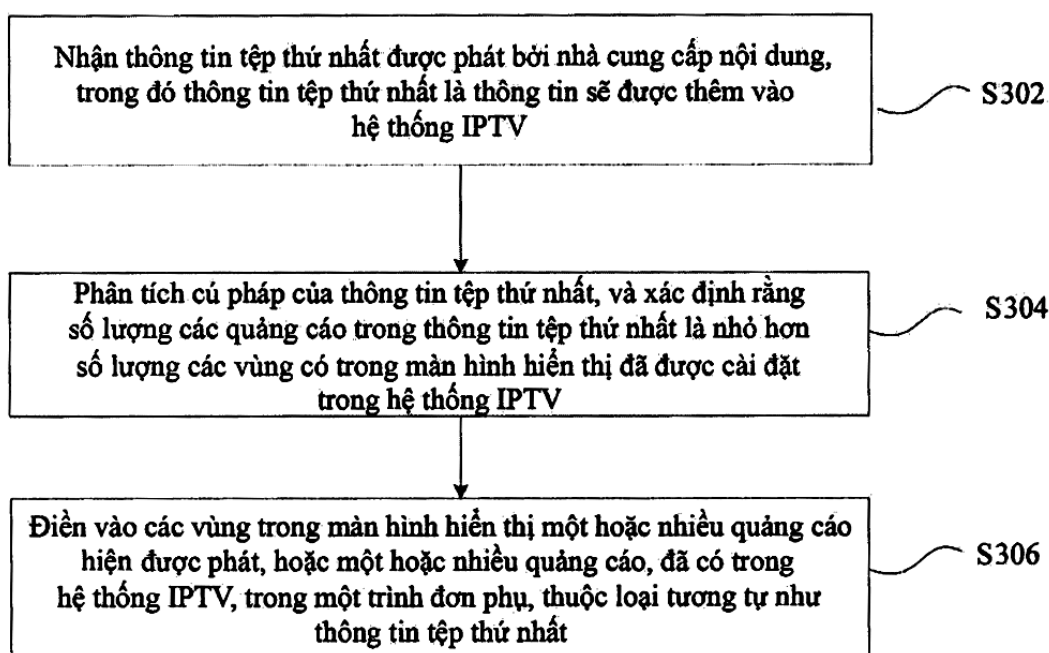 Nhận thông tin tệp thứ nhất được phát bởi nhà cung cấp nội dung,
trong đó thông tin tệp thứ nhất là thông tin sẽ được thêm vào
hệ thống IPTV
S302
Phân tích cú pháp của thông tin tệp thứ nhất, và xác định rằng
số lượng các quảng cáo trong thông tin tệp thứ nhất là nhỏ hơn
số lượng các vùng có trong màn hình hiển thị đã được cài đặt
trong hệ thống IPTV
S304
Điền vào các vùng trong màn hình hiển thị một hoặc nhiều quảng cáo
hiện được phát, hoặc một hoặc nhiều quảng cáo, đã có trong
hệ thống IPTV, trong một trình đơn phụ, thuộc loại tương tự như
thông tin tệp thứ nhất
S306